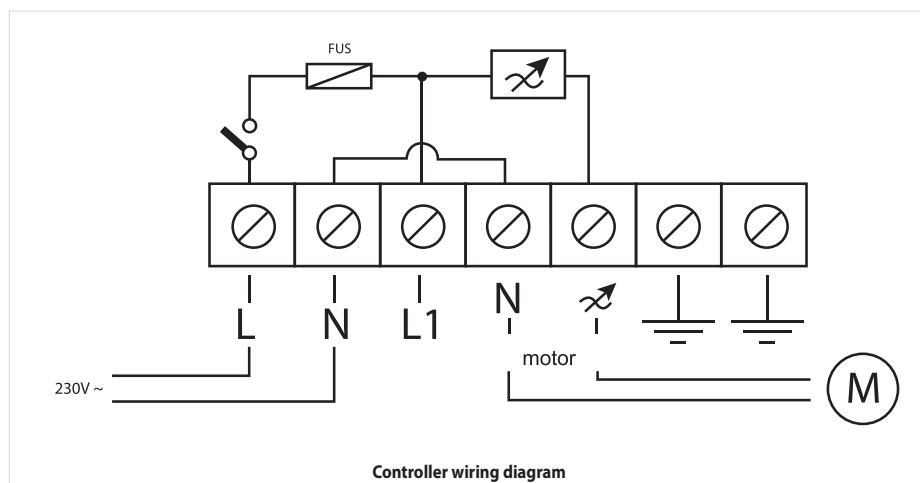 FUS
L
N
L1
N
motor
230V ~
M
Controller wiring diagram